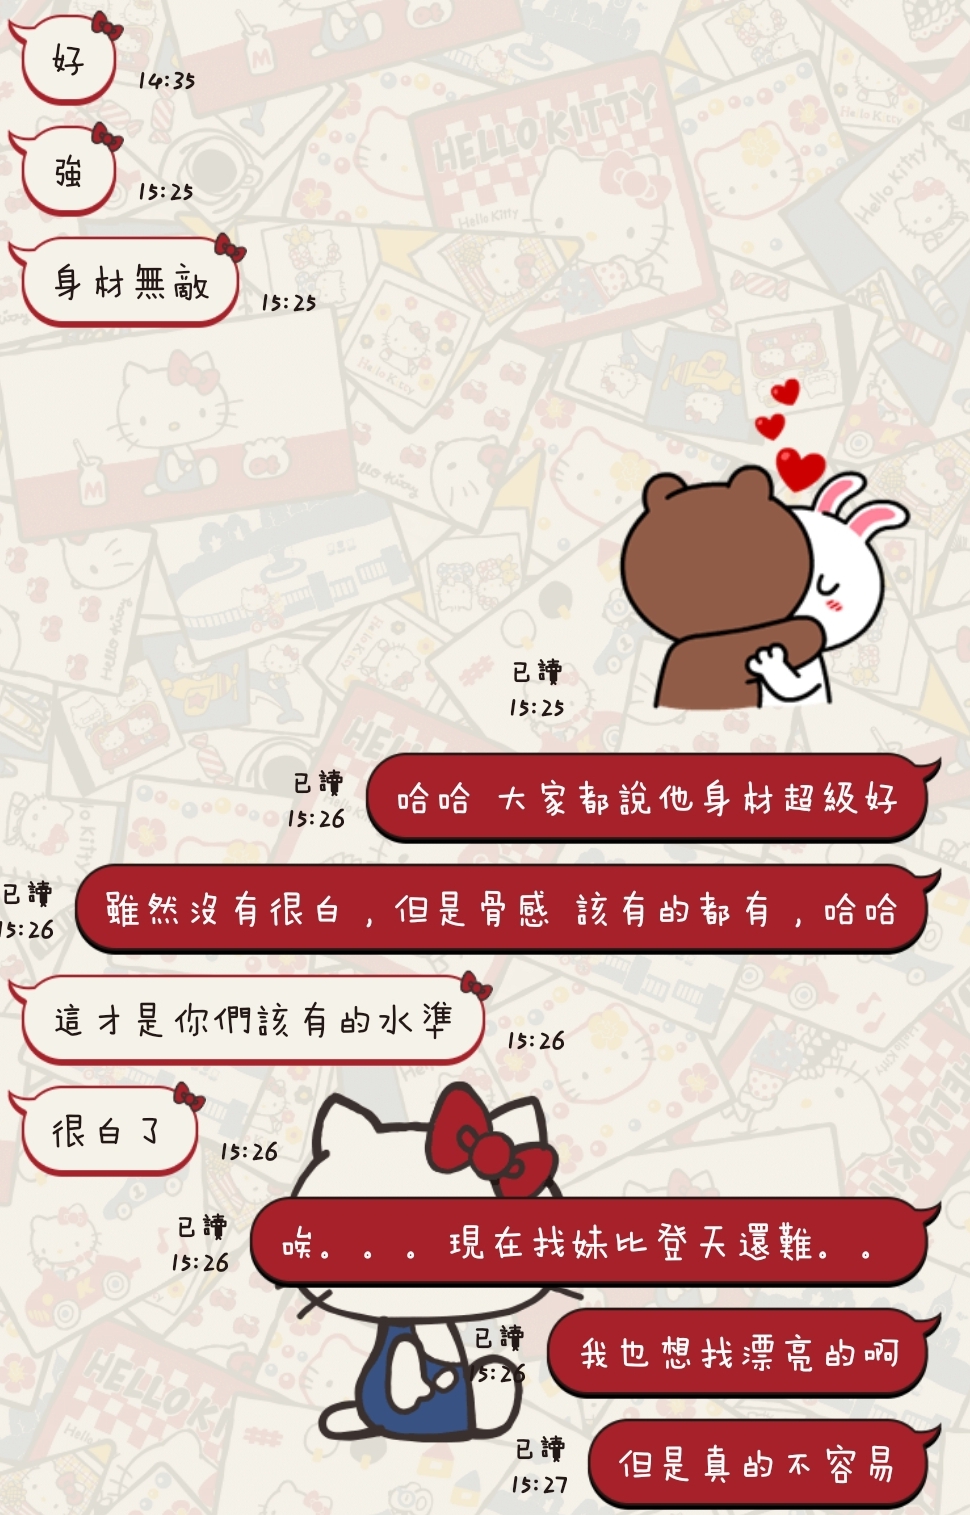 好
14:35
強
15:25
身材無敵
15:25
已讀
15:25
已讀
15:26
哈哈 大家都說他身材超級好
已讀
15:26
雖然沒有很白，但是骨感 該有的都有，哈哈
這才是你們該有的水準
15:26
很白了
15:26
已讀
15:26
唉。。。現在找妹比登天還難。。
已讀
15:26
我也想找漂亮的啊
已讀
15:27
但是真的不容易
HELLO KITTY
Hello Kitty